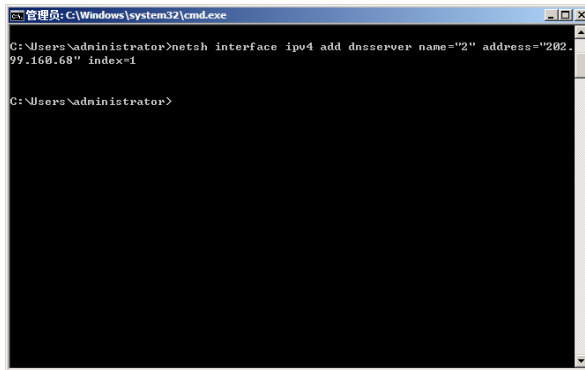 管理员: C:\Windows\system32\cmd.exe
C:\Users\administrator>netsh interface ipv4 add dnsserver name="2" address="202.
99.160.68" index=1
C:\Users\administrator>